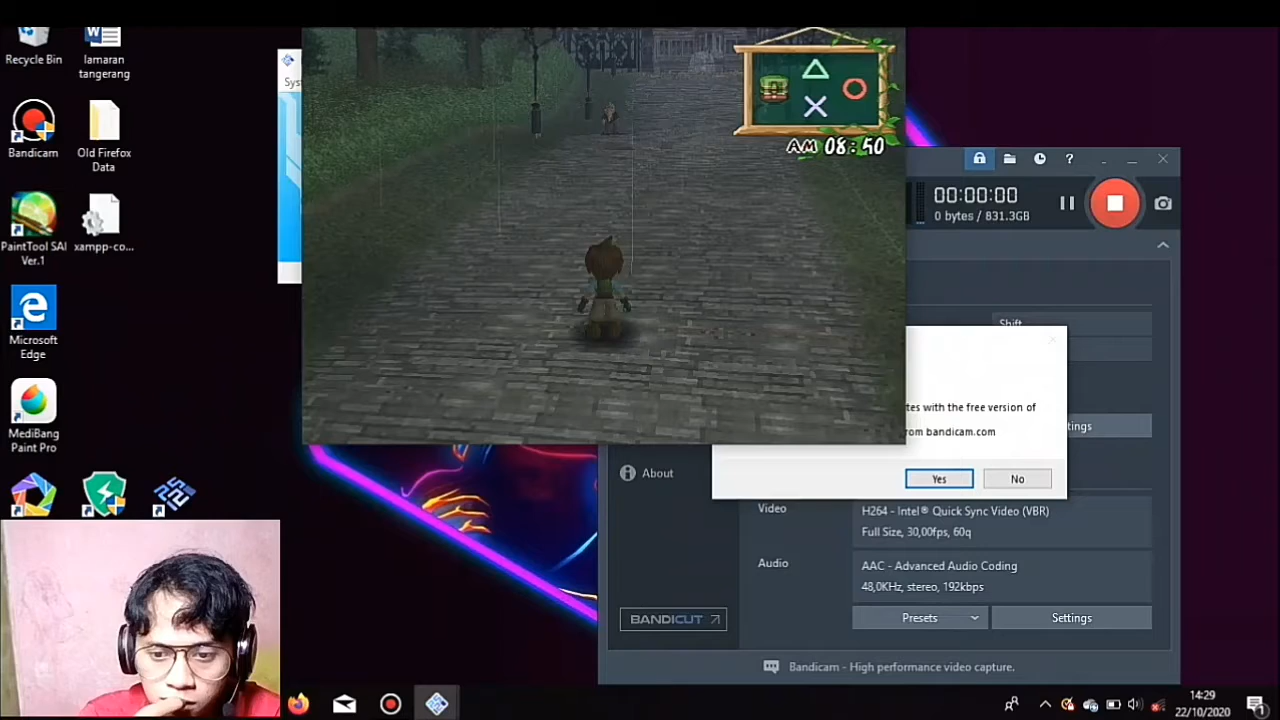 Recycle Bin
lamaran
tangerang
Bandicam
Old Firefox
Data
PaintTool SAI
Ver.1
xampp-co...
Microsoft
Edge
MediBang
Paint Pro
Sys
AM 08:50
00:00:00
0 bytes / 831.3GB
Shift
tes with the free version of
rom bandicam.com
tings
Yes
No
About
Video
H264 - Intel® Quick Sync Video (VBR)
Full Size, 30,00fps, 60q
Audio
AAC - Advanced Audio Coding
48,0KHz, stereo, 192kbps
BANDICUT
Presets
Settings
Bandicam - High performance video capture.
14:29
22/10/2020
1